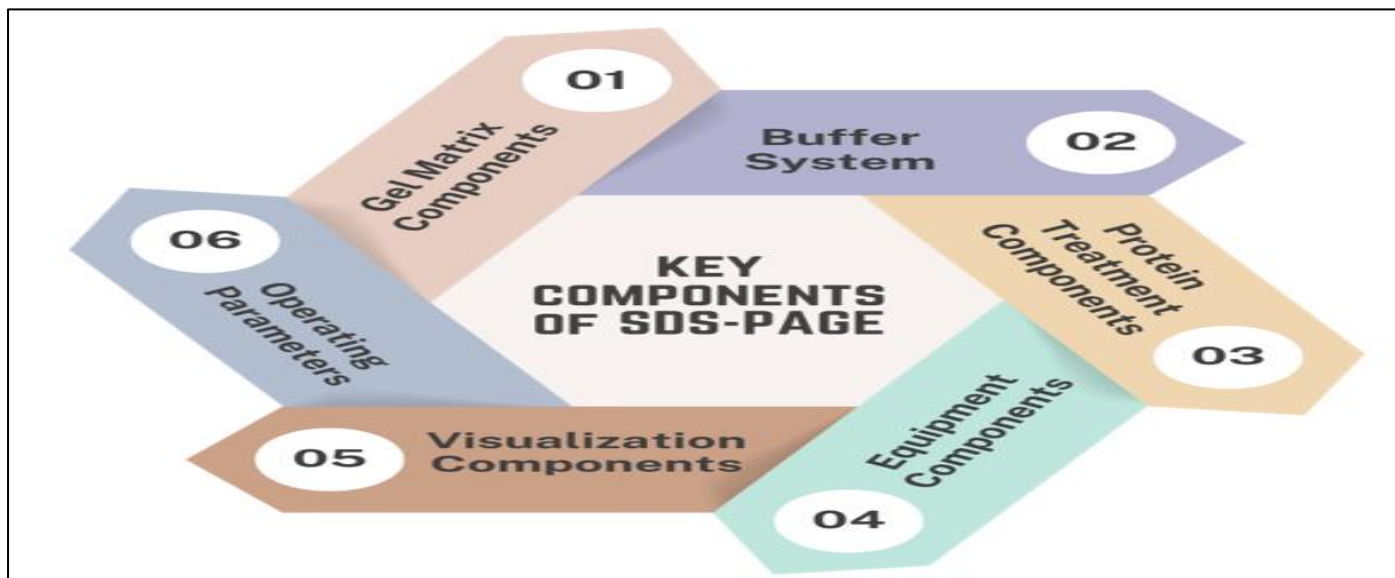 KEY
COMPONENTS
OF SDS-PAGE
01
Gel Matrix
Components
02
Buffer
System
03
Protein
Treatment
Components
04
Equipment
Components
05
Visualization
Components
06
Operating
Parameters